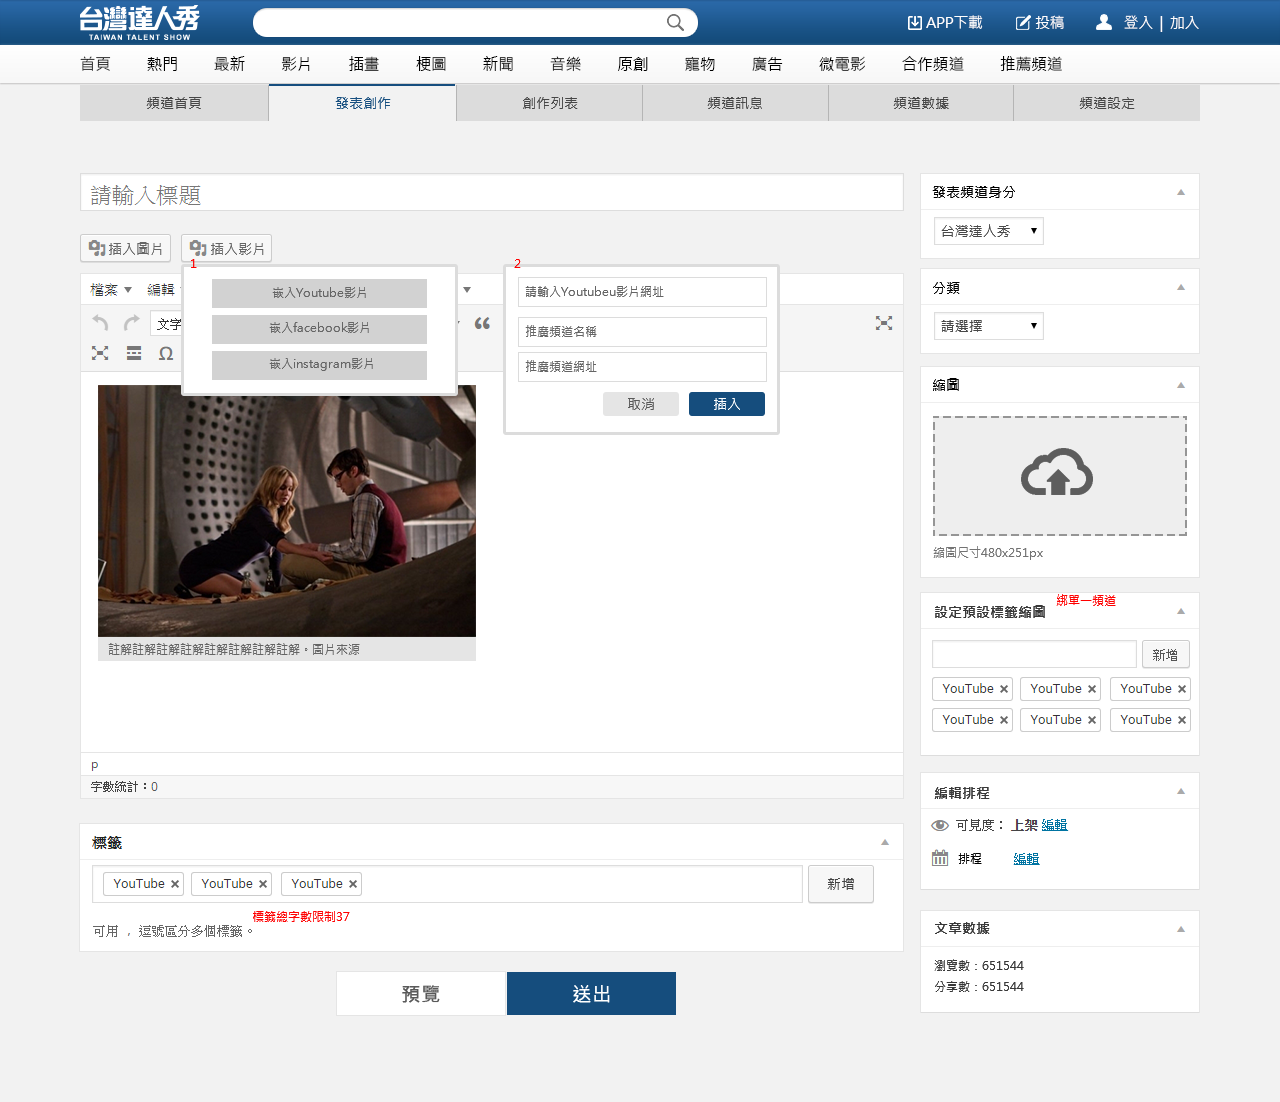 台灣達人秀
TAIWAN TALENT SHOW
APP下載
投稿
登入 | 加入
首頁 熱門 最新 影片 插畫 梗圖 新聞 音樂 原創 寵物 廣告 微電影 合作頻道 推薦頻道
頻道首頁 發表創作 創作列表 頻道訊息 頻道數據 頻道設定
請輸入標題
插入圖片 插入影片
1
2
檔案 編輯
嵌入Youtube影片
嵌入facebook影片
嵌入instagram影片
請輸入Youtubeu影片網址
推廣頻道名稱
推廣頻道網址
取消 插入
文字
註解註解註解註解註解註解註解註解。圖片來源
p
字數統計：0
標籤
YouTube YouTube YouTube
新增
標籤總字數限制37
可用 ， 逗號區分多個標籤。
預覽 送出
發表頻道身分
台灣達人秀
分類
請選擇
縮圖
縮圖尺寸480x251px
設定預設標籤縮圖
綁單一頻道
新增
YouTube YouTube YouTube
YouTube YouTube YouTube
編輯排程
可見度： 上架 編輯
排程 編輯
文章數據
瀏覽數：651544
分享數：651544